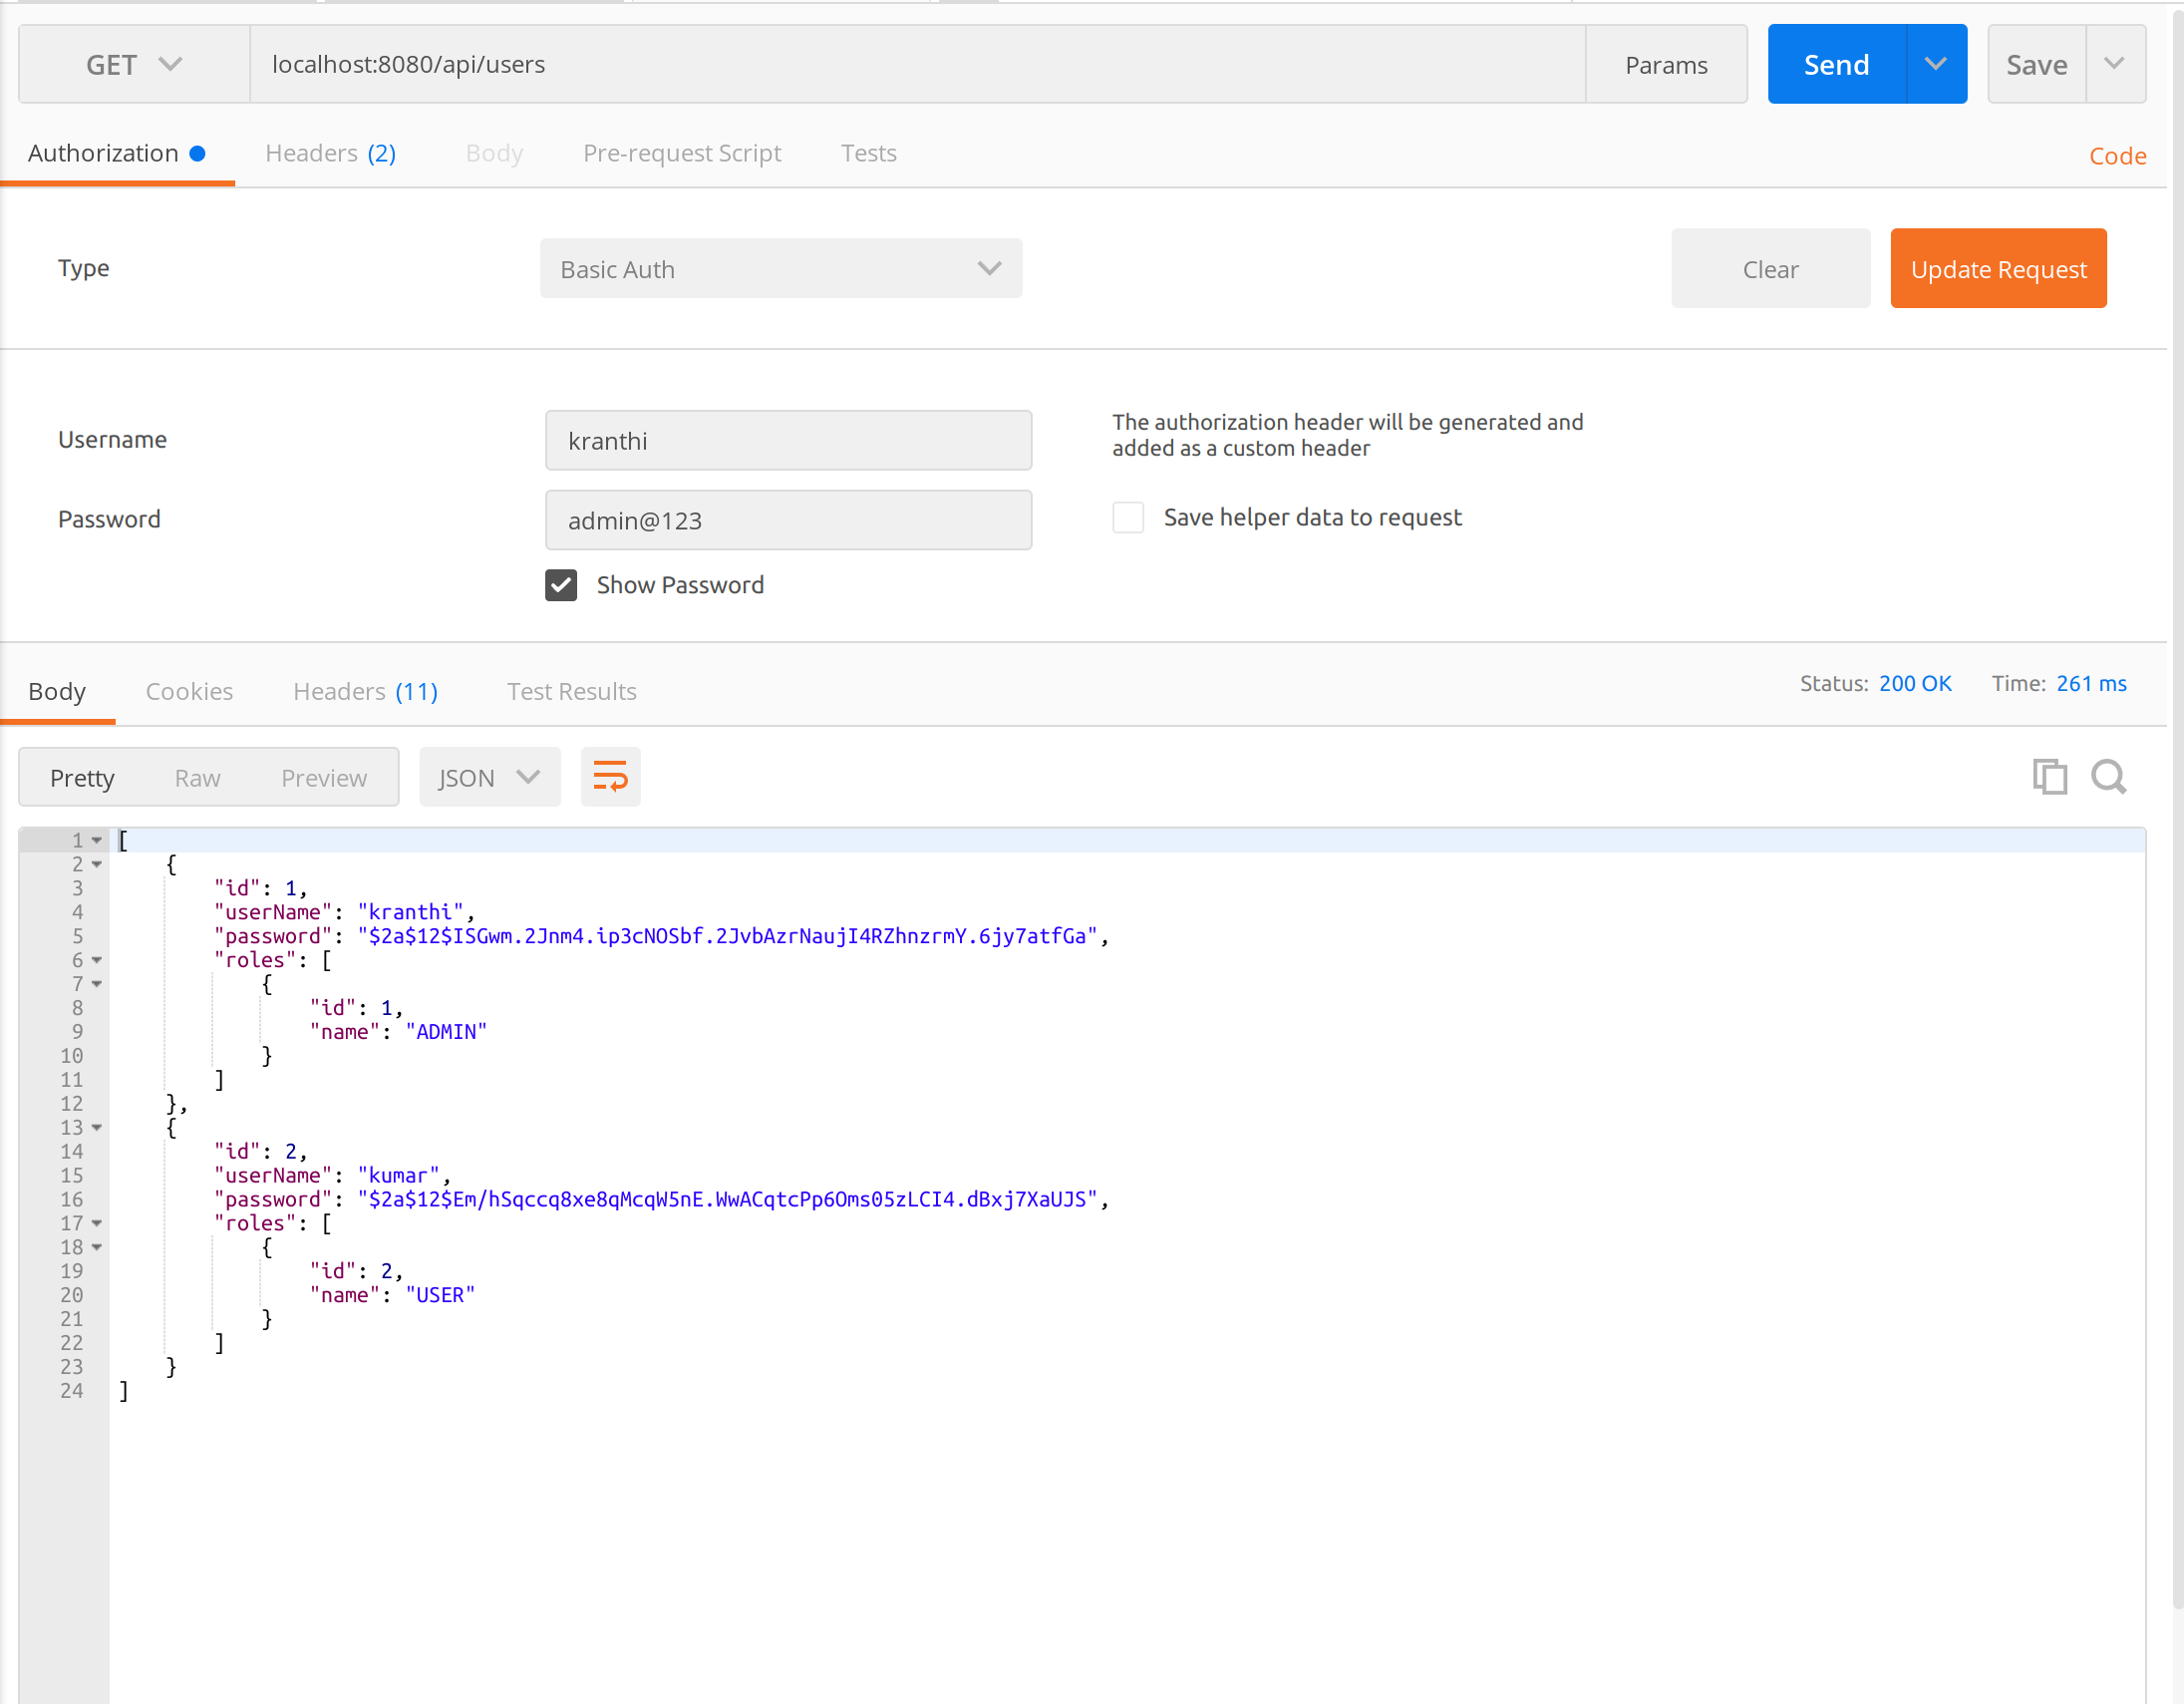 GET localhost:8080/api/users Params Send Save
Authorization Headers (2) Body Pre-request Script Tests Code
Type Basic Auth Clear Update Request
Username kranthi The authorization header will be generated and
added as a custom header
Password admin@123 Save helper data to request
Show Password
Body Cookies Headers (11) Test Results Status: 200 OK Time: 261 ms
Pretty Raw Preview JSON
1 [
2 {
3 "id": 1,
4 "userName": "kranthi",
5 "password": "$2a$12$ISGwm.2Jnm4.ip3cNOSbf.2JvbAzrNaujI4RZhnzrmY.6jy7atfGa",
6 "roles": [
7 {
8 "id": 1,
9 "name": "ADMIN"
10 }
11 ]
12 },
13 {
14 "id": 2,
15 "userName": "kumar",
16 "password": "$2a$12$Em/hSqccq8xe8qMcqW5nE.WwACqtcPp6Oms05zLCI4.dBxj7XaUJS",
17 "roles": [
18 {
19 "id": 2,
20 "name": "USER"
21 }
22 ]
23 }
24 ]